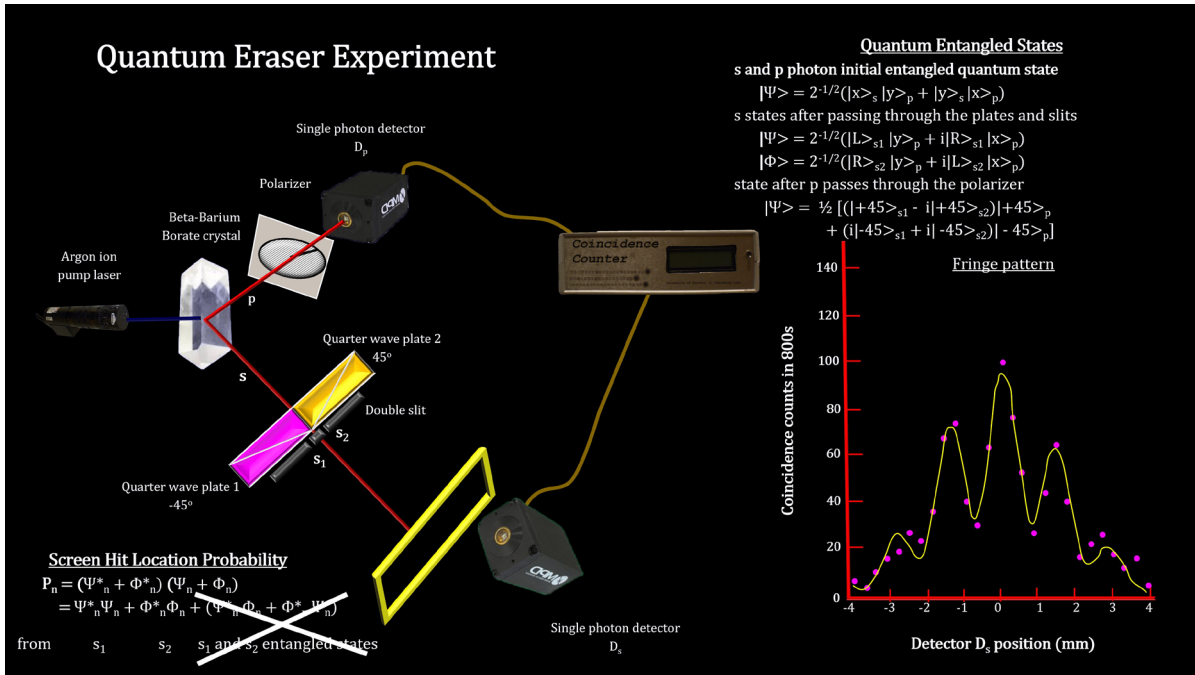 Quantum Eraser Experiment
Single photon detector
Dₚ
Polarizer
Beta-Barium
Borate crystal
Argon ion
pump laser
p
s
Quarter wave plate 2
45º
Double slit
s₂
s₁
Quarter wave plate 1
-45º
Coincidence
Counter
MPD
MPD
Single photon detector
Dₛ
Screen Hit Location Probability
Pₙ = (Ψ*ₙ + Φ*ₙ) (Ψₙ + Φₙ)
= Ψ*ₙΨₙ + Φ*ₙΦₙ + (Ψ*ₙΦₙ + Φ*ₙΨₙ)
from s₁ s₂ s₁ and s₂ entangled states
Quantum Entangled States
s and p photon initial entangled quantum state
|Ψ> = 2⁻¹/²(|x>ₛ |y>ₚ + |y>ₛ |x>ₚ)
s states after passing through the plates and slits
|Ψ> = 2⁻¹/²(|L>ₛ₁ |y>ₚ + i|R>ₛ₁ |x>ₚ)
|Φ> = 2⁻¹/²(|R>ₛ₂ |y>ₚ + i|L>ₛ₂ |x>ₚ)
state after p passes through the polarizer
|Ψ> = ½ [(|+45>ₛ₁ - i|+45>ₛ₂)|+45>ₚ
+ (i|-45>ₛ₁ + i| -45>ₛ₂)| - 45>ₚ]
Fringe pattern
Coincidence counts in 800s
140
120
100
80
60
40
20
0
-4 -3 -2 -1 0 1 2 3 4
Detector Dₛ position (mm)